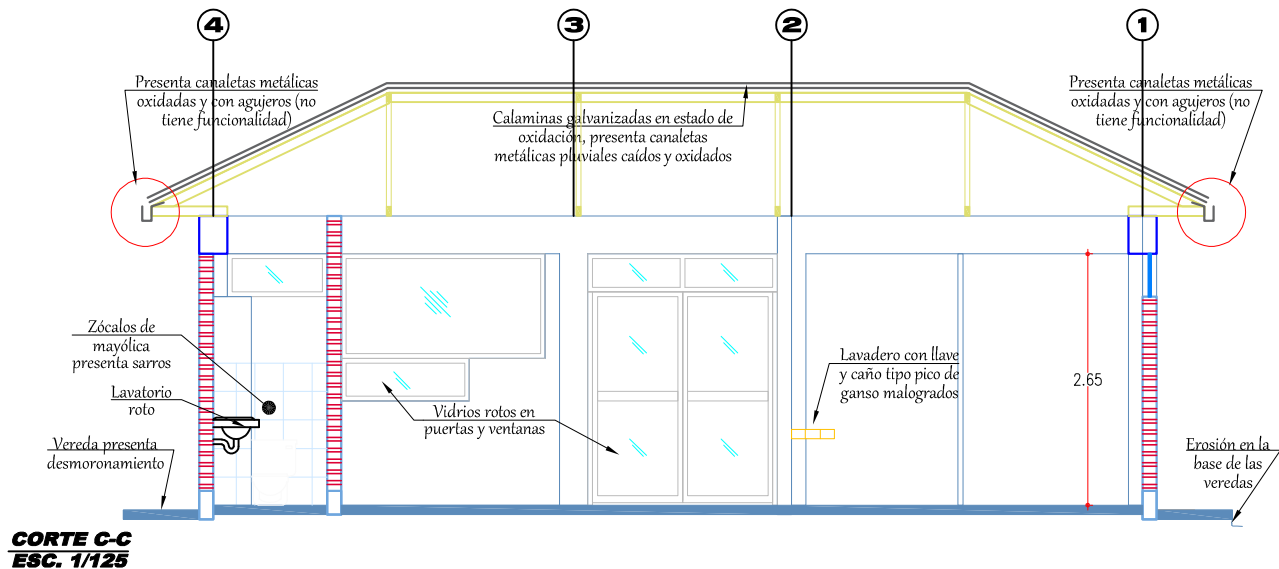 4
3
2
1
Presenta canaletas metálicas
oxidadas y con agujeros (no
tiene funcionalidad)
Calaminas galvanizadas en estado de
oxidación, presenta canaletas
metálicas pluviales caídos y oxidados
Presenta canaletas metálicas
oxidadas y con agujeros (no
tiene funcionalidad)
Zócalos de
mayólica
presenta sarros
Lavatorio
roto
Vereda presenta
desmoronamiento
Vidrios rotos en
puertas y ventanas
Lavadero con llave
y caño tipo pico de
ganso malogrados
2.65
Erosión en la
base de las
veredas
CORTE C-C
ESC. 1/125